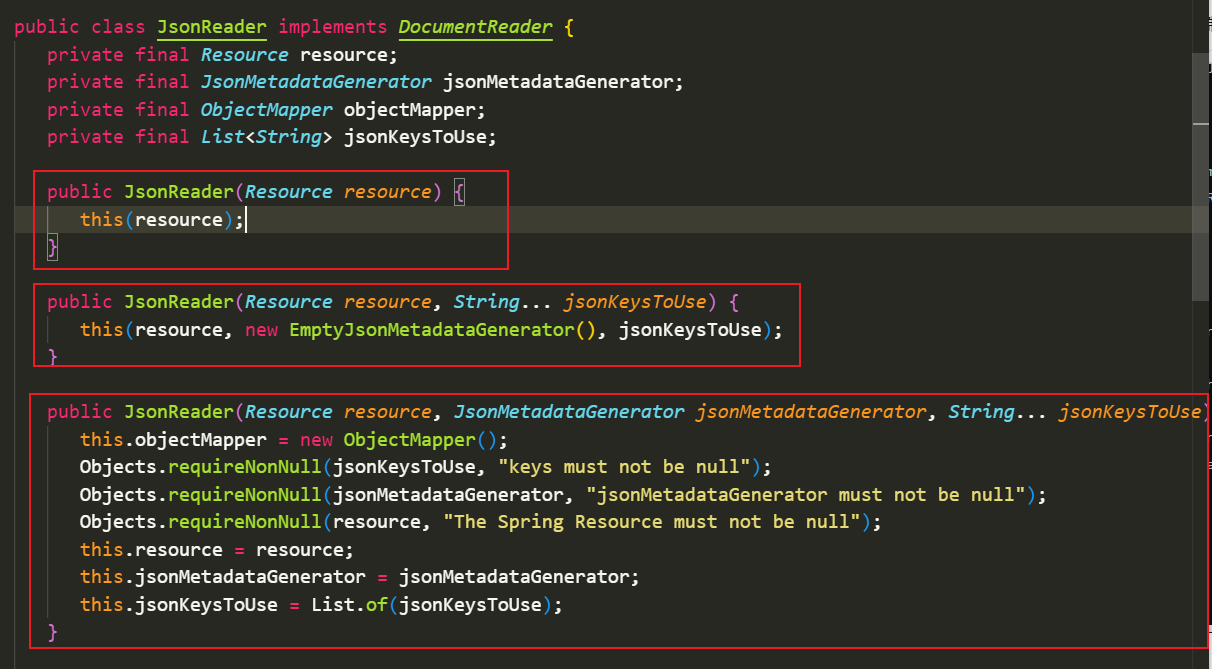 public class JsonReader implements DocumentReader {
private final Resource resource;
private final JsonMetadataGenerator jsonMetadataGenerator;
private final ObjectMapper objectMapper;
private final List<String> jsonKeysToUse;
public JsonReader(Resource resource) {
this(resource);
}
public JsonReader(Resource resource, String... jsonKeysToUse) {
this(resource, new EmptyJsonMetadataGenerator(), jsonKeysToUse);
}
public JsonReader(Resource resource, JsonMetadataGenerator jsonMetadataGenerator, String... jsonKeysToUse)
this.objectMapper = new ObjectMapper();
Objects.requireNonNull(jsonKeysToUse, "keys must not be null");
Objects.requireNonNull(jsonMetadataGenerator, "jsonMetadataGenerator must not be null");
Objects.requireNonNull(resource, "The Spring Resource must not be null");
this.resource = resource;
this.jsonMetadataGenerator = jsonMetadataGenerator;
this.jsonKeysToUse = List.of(jsonKeysToUse);
}